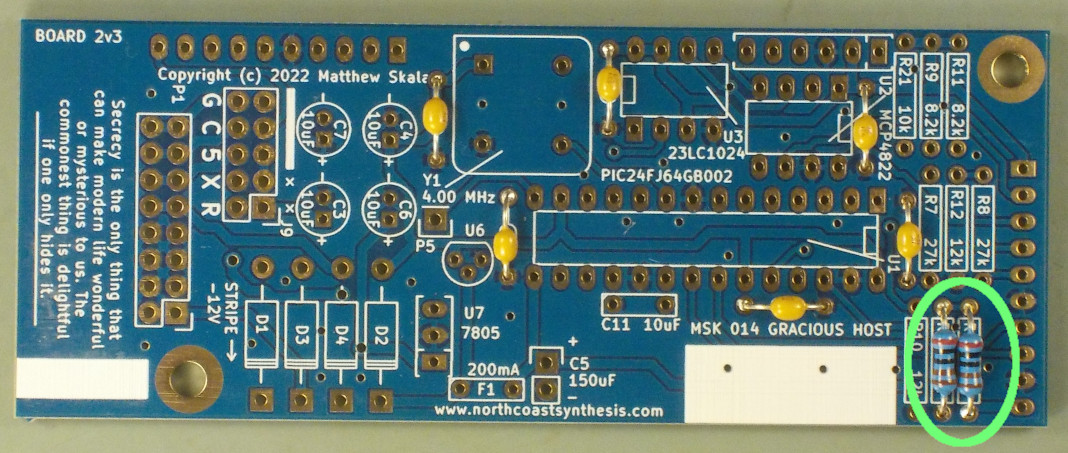 BOARD 2v3
Copyright (c) 2022 Matthew Skala
P1
G C 5 X R
J9
Secrecy is the only thing that
can make modern life wonderful
or mysterious to us. The
commonest thing is delightful
if one only hides it.
STRIPE →
-12V
C7
10uF
+
C4
10uF
+
C3
10uF
+
C6
10uF
+
Y1
4.00 MHz
P5
U6
U3
23LC1024
U2 MCP4822
PIC24FJ64GB002
U1
R21 10k
R9 8.2k
R11 8.2k
R7 27k
R12 12k
R8 27k
D1
D3
D4
D2
U7
7805
200mA
F1
C5
150uF
+
−
C11 10uF
MSK 014 GRACIOUS HOST
www.northcoastsynthesis.com